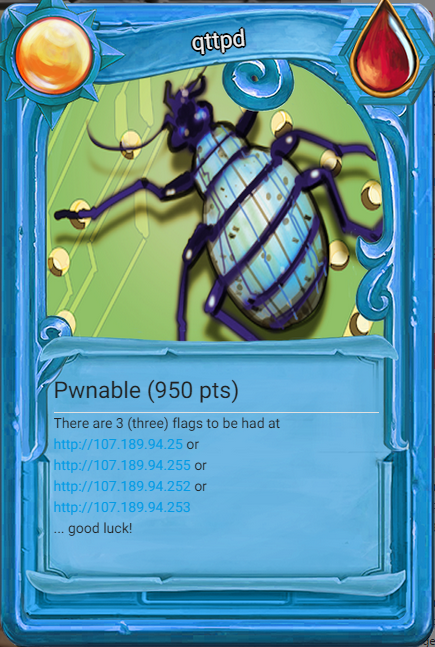 qttpd
Pwnable (950 pts)
There are 3 (three) flags to be had at
http://107.189.94.25 or
http://107.189.94.255 or
http://107.189.94.252 or
http://107.189.94.253
... good luck!